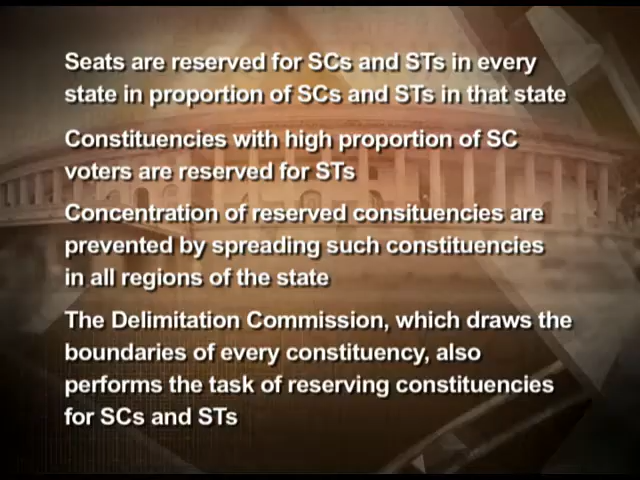 Seats are reserved for SCs and STs in every
state in proportion of SCs and STs in that state
Constituencies with high proportion of SC
voters are reserved for STs
Concentration of reserved consituencies are
prevented by spreading such constituencies
in all regions of the state
The Delimitation Commission, which draws the
boundaries of every constituency, also
performs the task of reserving constituencies
for SCs and STs